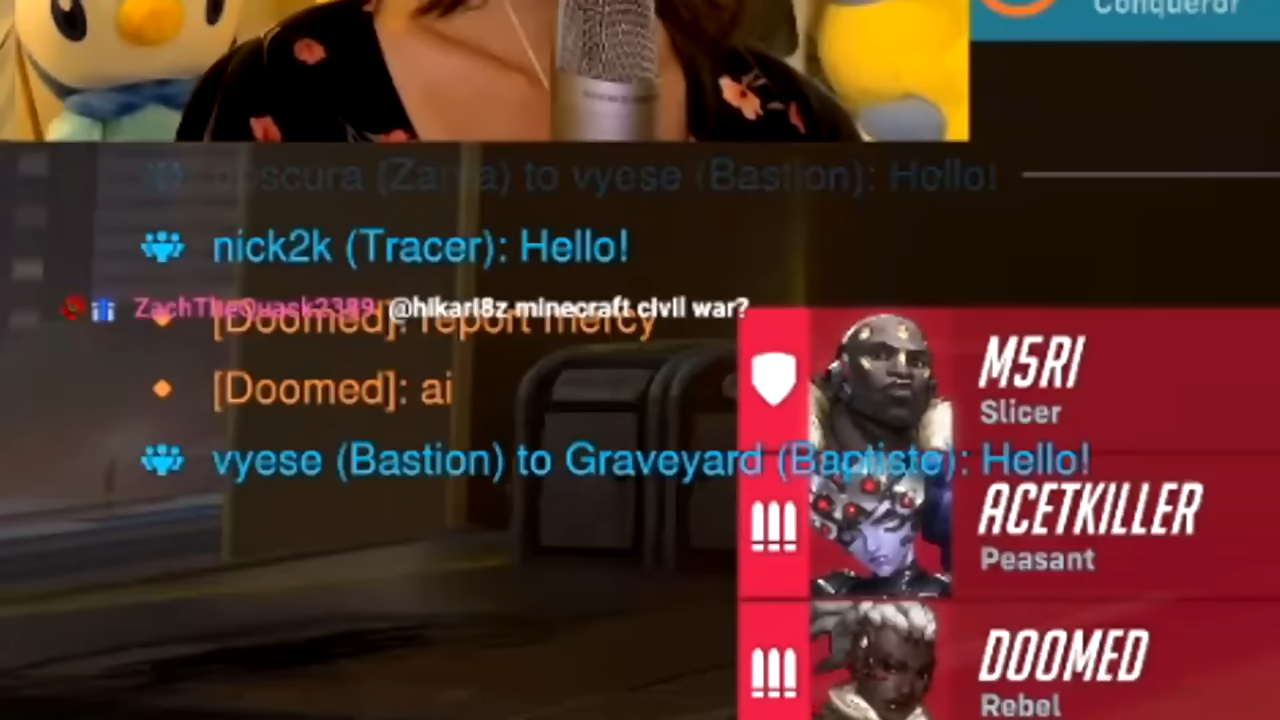 Conqueror
obscura (Zarya) to vyese (Bastion): Hello!
nick2k (Tracer): Hello!
ZachTheQuack2389 @hikari8z minecraft civil war?
[Doomed]: report mercy
[Doomed]: ai
vyese (Bastion) to Graveyard (Baptiste): Hello!
M5RI
Slicer
ACETKILLER
Peasant
DOOMED
Rebel